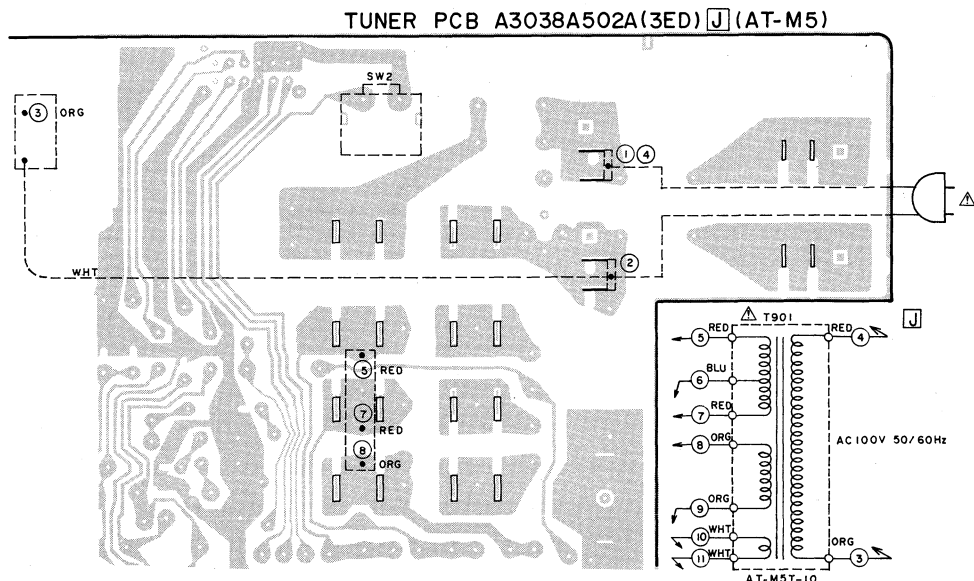 TUNER PCB A3038A502A(3ED) J (AT-M5)
SW2
3 ORG
1 4
WHT
2
J
T901
5 RED
RED 4
6 BLU
7 RED
8 ORG
AC100V 50/60Hz
9 ORG
10 WHT
11 WHT
ORG 3
AT-M5T-10
5 RED
7
RED
8
ORG